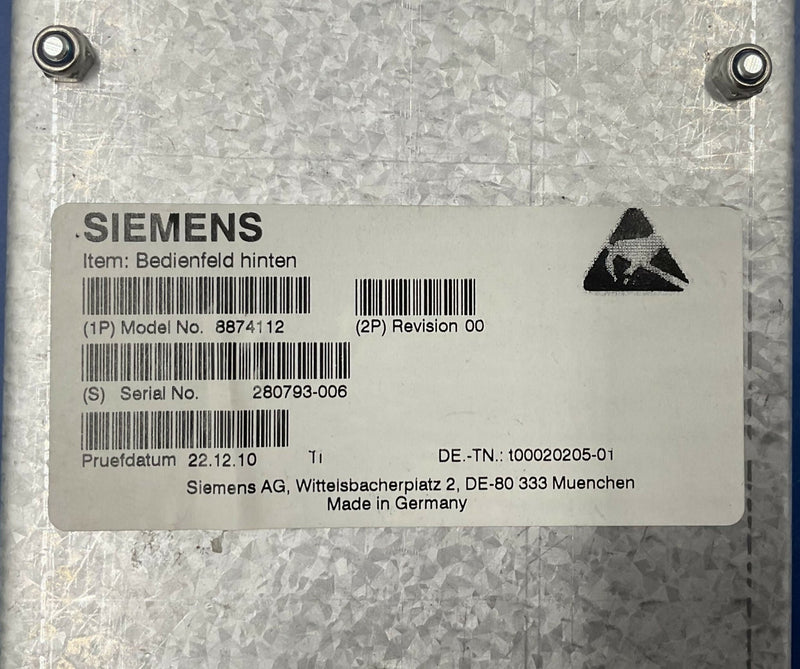 SIEMENS
Item: Bedienfeld hinten
(1P) Model No. 8874112 (2P) Revision 00
(S) Serial No. 280793-006
Pruefdatum 22.12.10 DE.-TN.: t00020205-01
Siemens AG, Wittelsbacherplatz 2, DE-80 333 Muenchen
Made in Germany